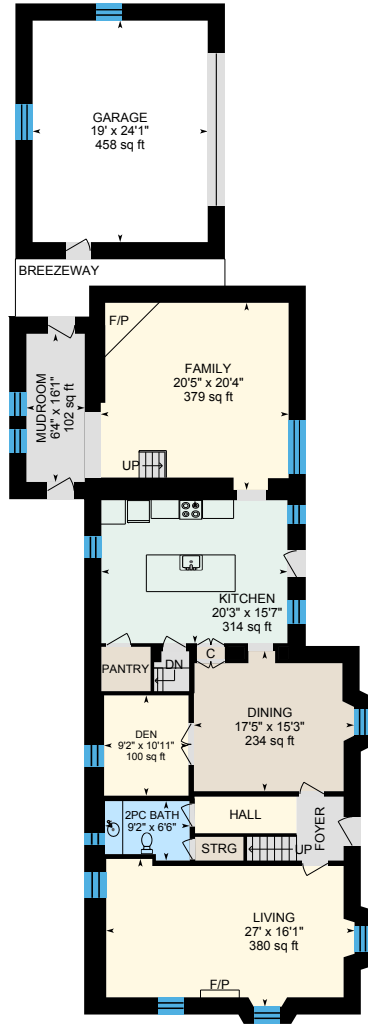 GARAGE
19' x 24'1"
458 sq ft
BREEZEWAY
F/P
FAMILY
20'5" x 20'4"
379 sq ft
MUDROOM
6'4" x 16'1"
102 sq ft
UP
KITCHEN
20'3" x 15'7"
314 sq ft
PANTRY
DN
C
DINING
17'5" x 15'3"
234 sq ft
DEN
9'2" x 10'11"
100 sq ft
2PC BATH
9'2" x 6'6"
HALL
FOYER
STRG
UP
LIVING
27' x 16'1"
380 sq ft
F/P